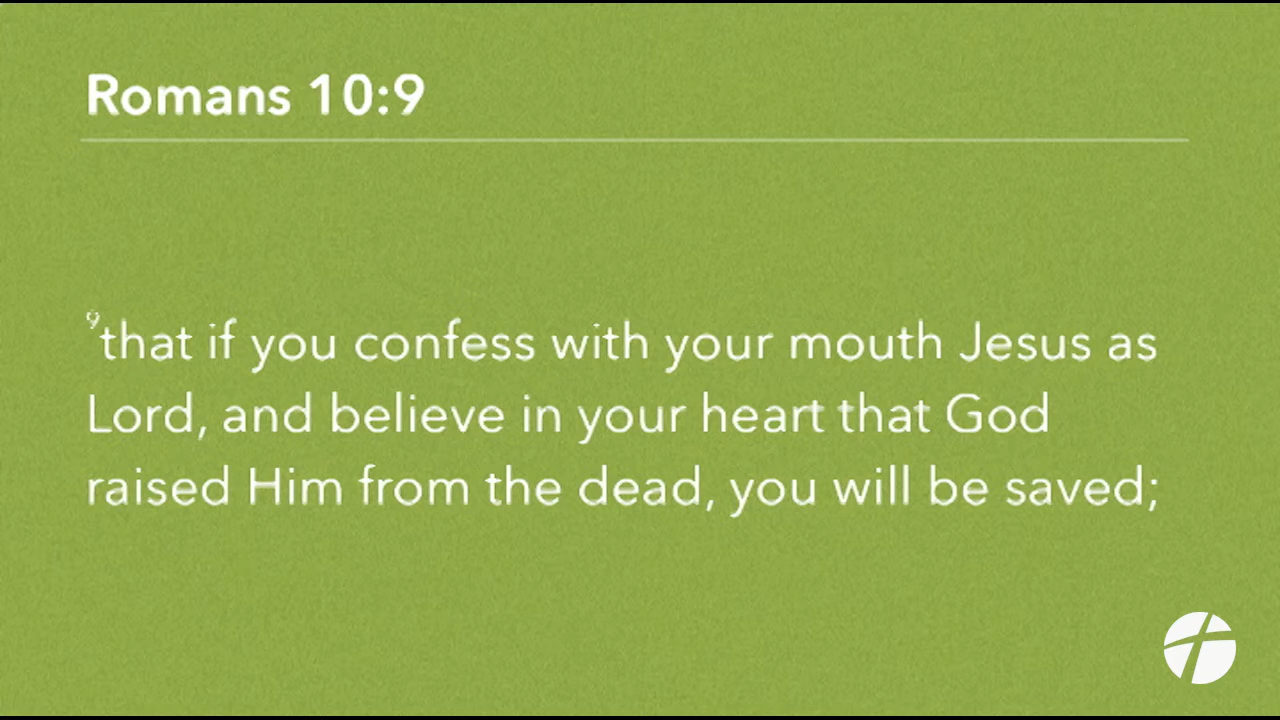 Romans 10:9
⁹that if you confess with your mouth Jesus as
Lord, and believe in your heart that God
raised Him from the dead, you will be saved;